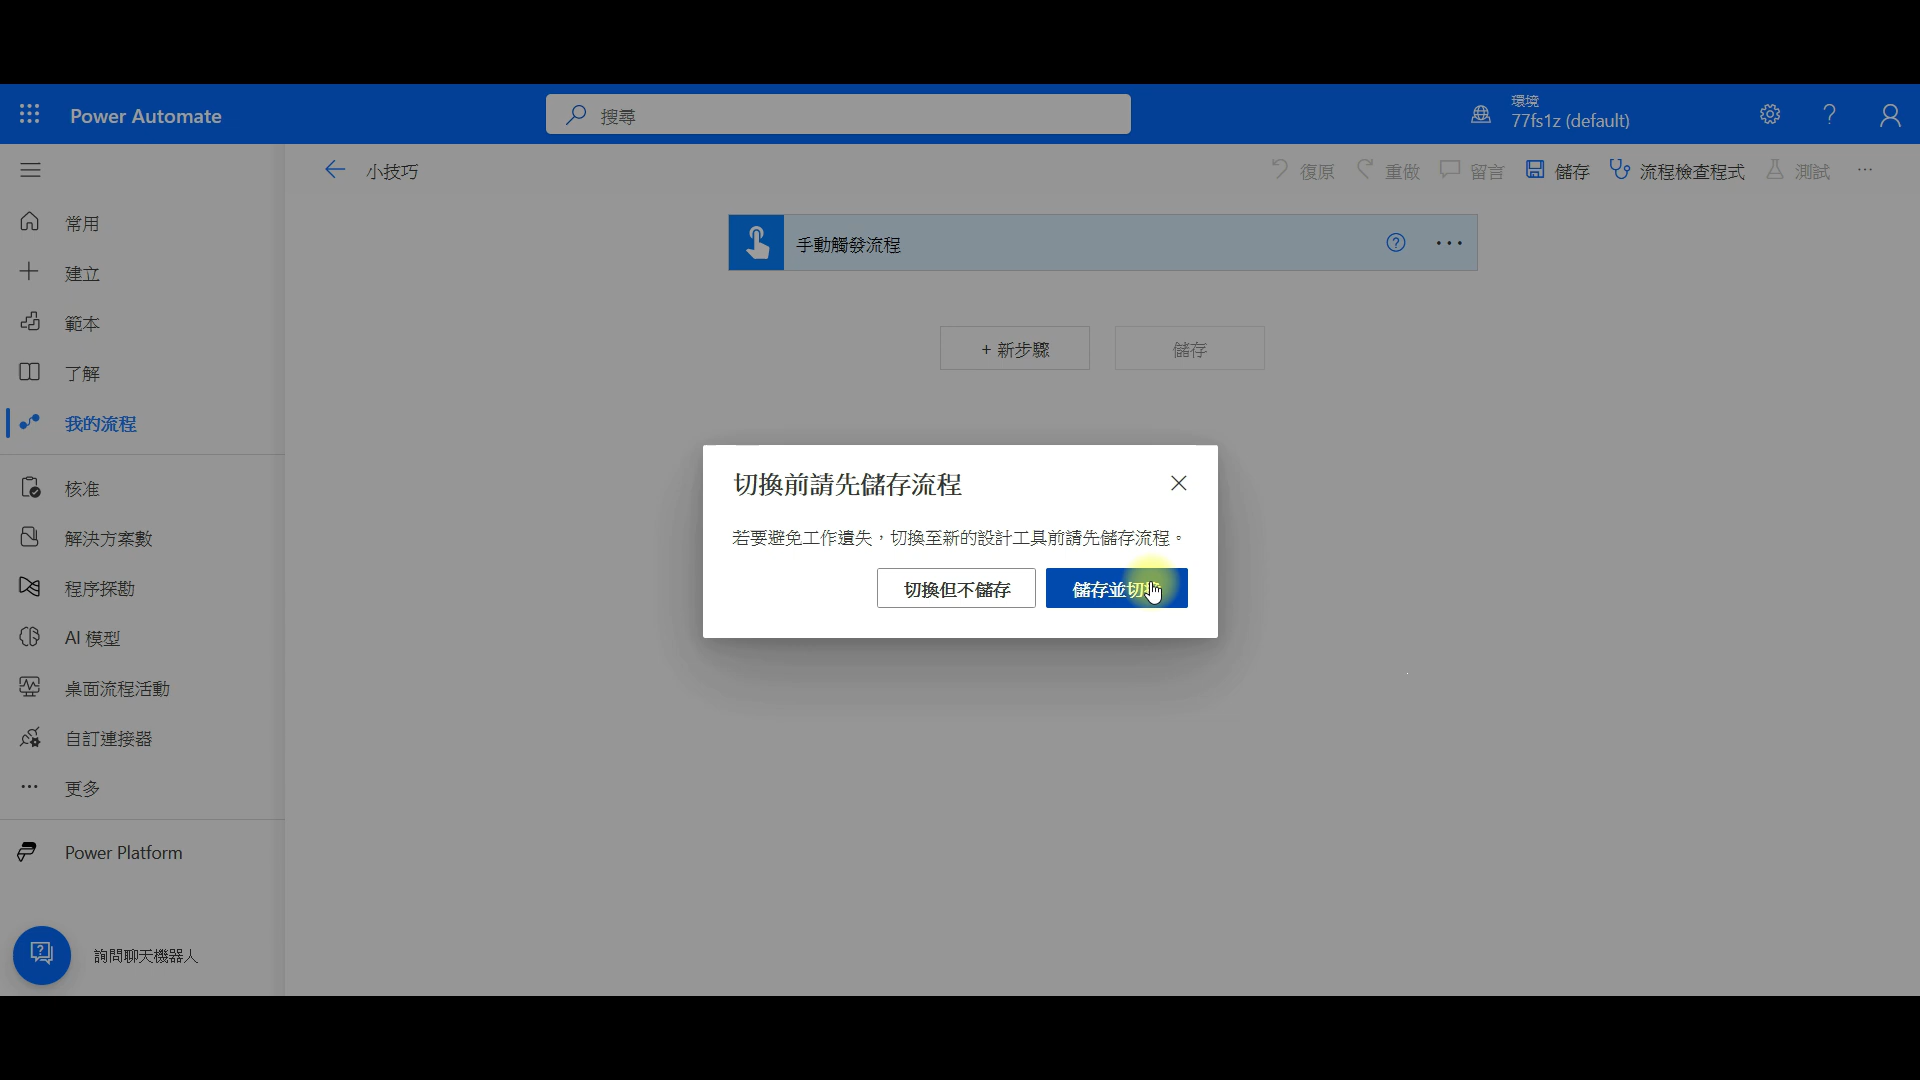 Power Automate
搜尋
環境
77fs1z (default)
小技巧
復原 重做 留言 儲存 流程檢查程式 測試
常用
建立
範本
了解
我的流程
核准
解決方案數
程序探勘
AI 模型
桌面流程活動
自訂連接器
更多
Power Platform
詢問聊天機器人
手動觸發流程
+ 新步驟 儲存
切換前請先儲存流程
若要避免工作遺失，切換至新的設計工具前請先儲存流程。
切換但不儲存 儲存並切換